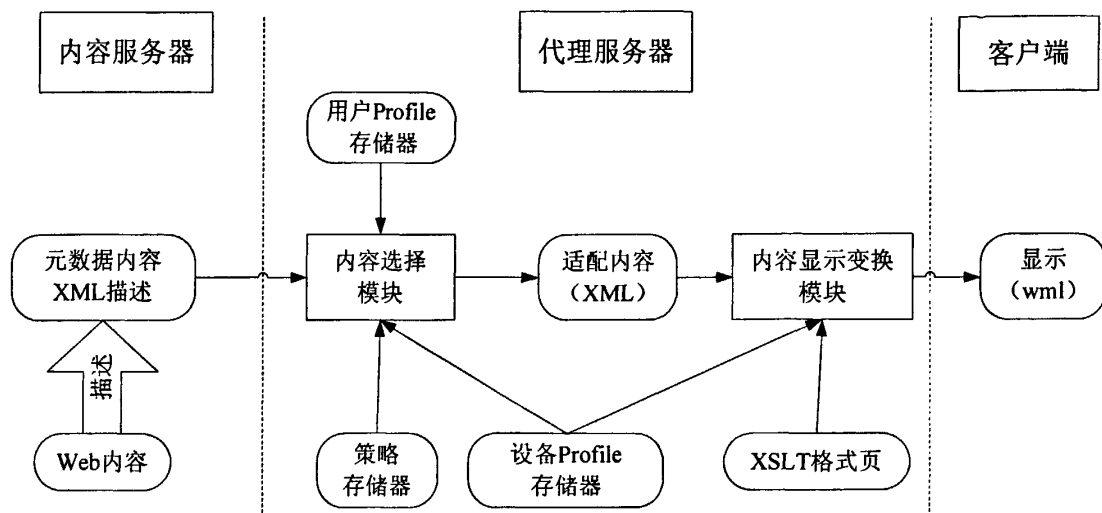 内容服务器
代理服务器
客户端
用户Profile
存储器
元数据内容
XML描述
内容选择
模块
适配内容
（XML）
内容显示变换
模块
显示
（wml）
描述
Web内容
策略
存储器
设备Profile
存储器
XSLT格式页